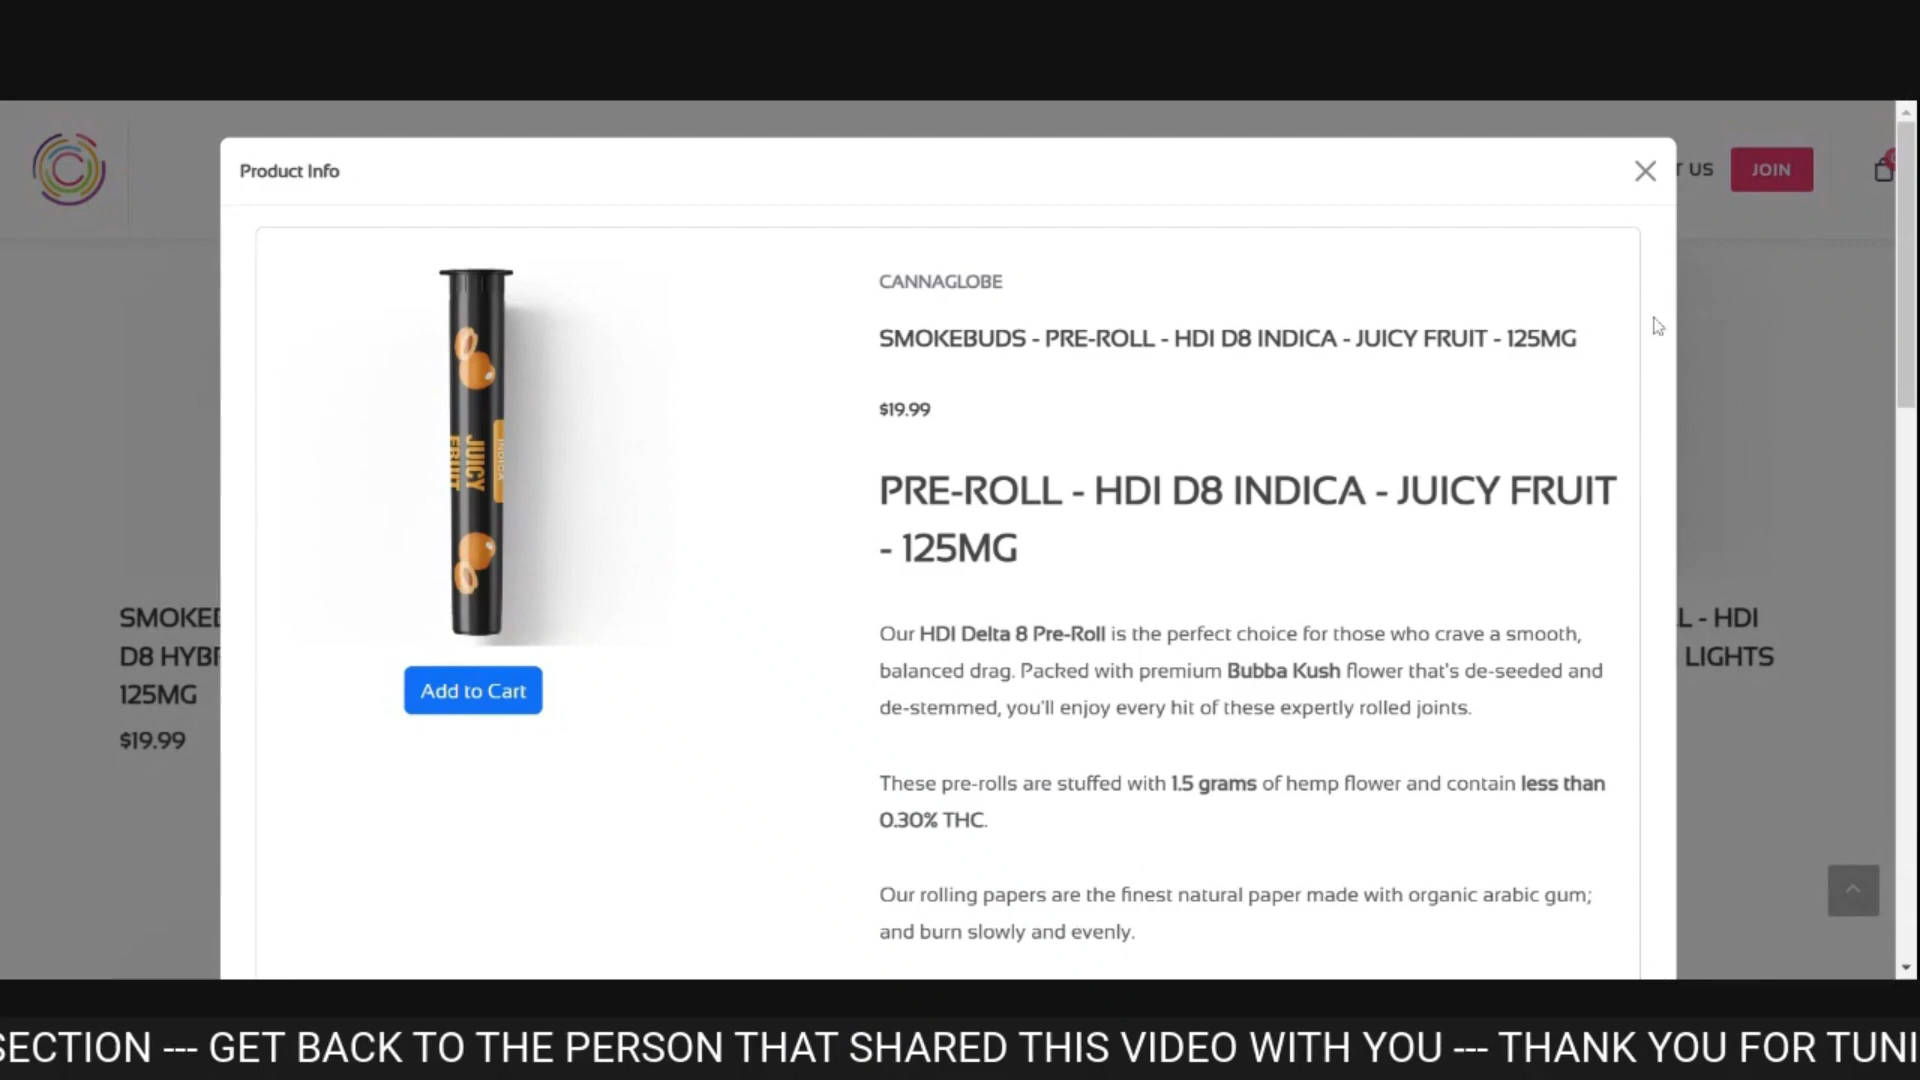 Product Info
T US
JOIN
CANNAGLOBE
SMOKEBUDS - PRE-ROLL - HDI D8 INDICA - JUICY FRUIT - 125MG
$19.99
PRE-ROLL - HDI D8 INDICA - JUICY FRUIT
- 125MG
INDICA
JUICY
FRUIT
Add to Cart
Our HDI Delta 8 Pre-Roll is the perfect choice for those who crave a smooth,
balanced drag. Packed with premium Bubba Kush flower that's de-seeded and
de-stemmed, you'll enjoy every hit of these expertly rolled joints.
These pre-rolls are stuffed with 1.5 grams of hemp flower and contain less than
0.30% THC.
Our rolling papers are the finest natural paper made with organic arabic gum;
and burn slowly and evenly.
SMOKE
D8 HYB
125MG
$19.99
L - HDI
LIGHTS
SECTION --- GET BACK TO THE PERSON THAT SHARED THIS VIDEO WITH YOU --- THANK YOU FOR TUNI